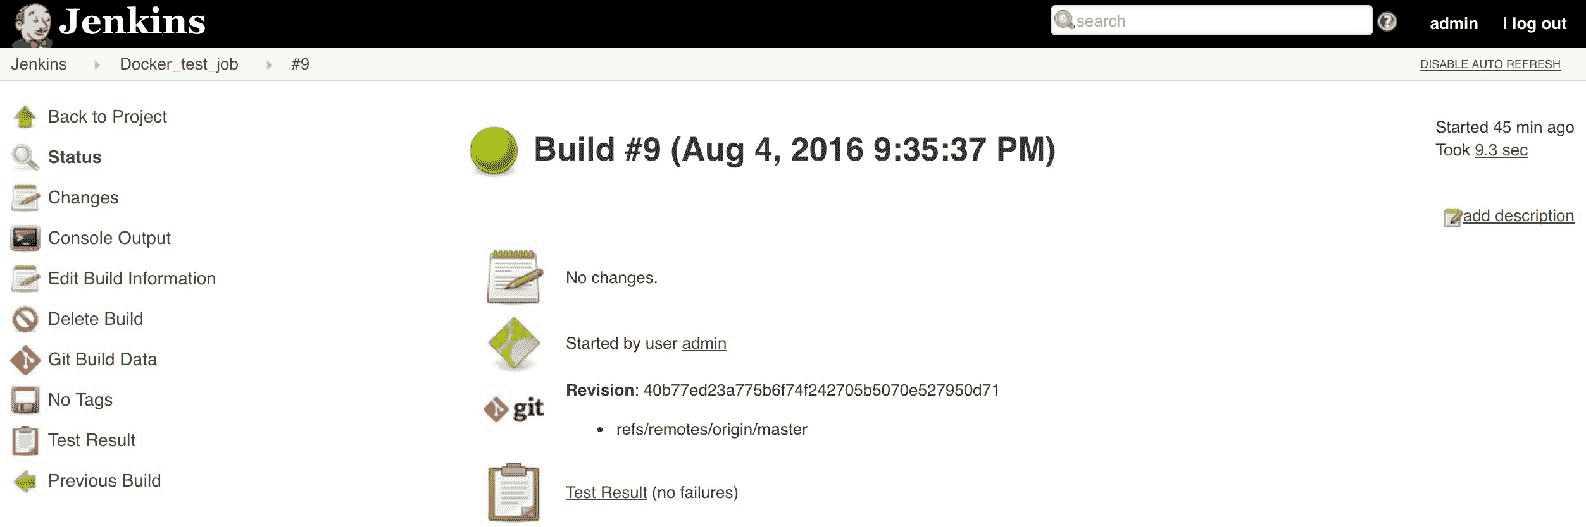 Jenkins
search
admin
| log out
Jenkins
Docker_test_job
#9
DISABLE AUTO REFRESH
Back to Project
Status
Changes
Console Output
Edit Build Information
Delete Build
Git Build Data
No Tags
Test Result
Previous Build
Build #9 (Aug 4, 2016 9:35:37 PM)
Started 45 min ago
Took 9.3 sec
add description
No changes.
Started by user admin
git
Revision: 40b77ed23a775b6f74f242705b5070e527950d71
• refs/remotes/origin/master
Test Result (no failures)